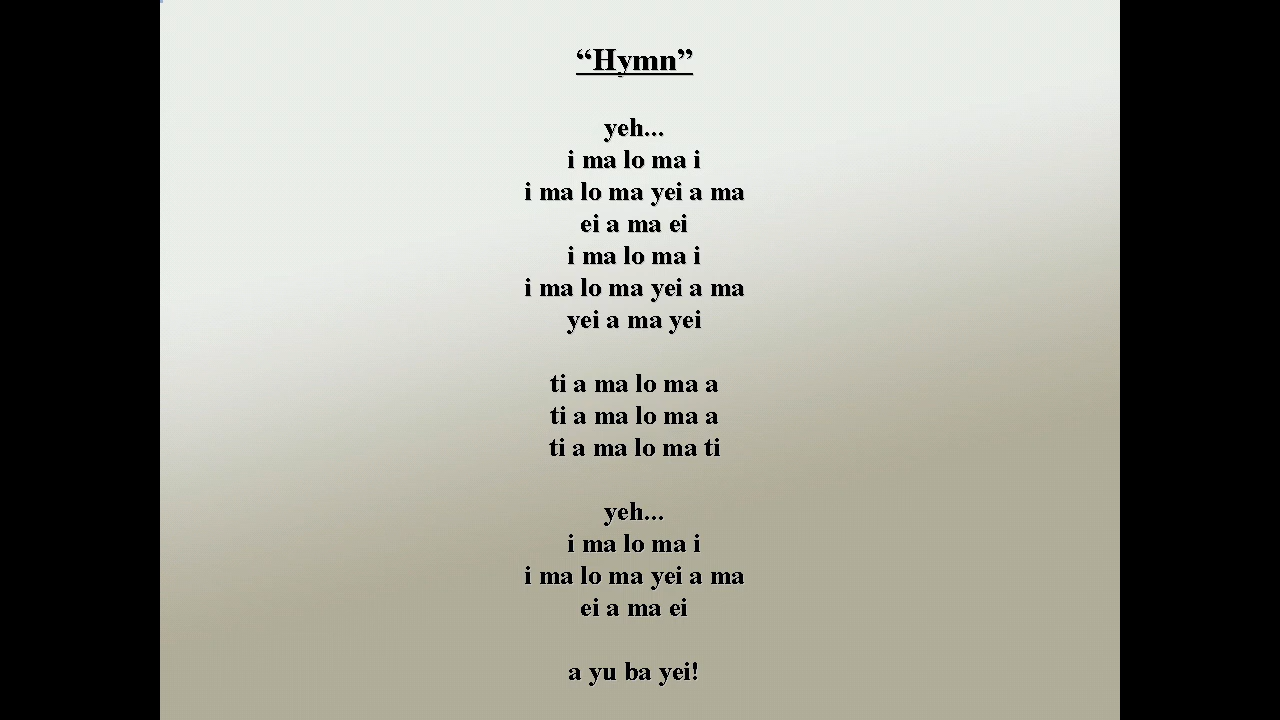 “Hymn”
yeh...
i ma lo ma i
i ma lo ma yei a ma
ei a ma ei
i ma lo ma i
i ma lo ma yei a ma
yei a ma yei
ti a ma lo ma a
ti a ma lo ma a
ti a ma lo ma ti
yeh...
i ma lo ma i
i ma lo ma yei a ma
ei a ma ei
a yu ba yei!